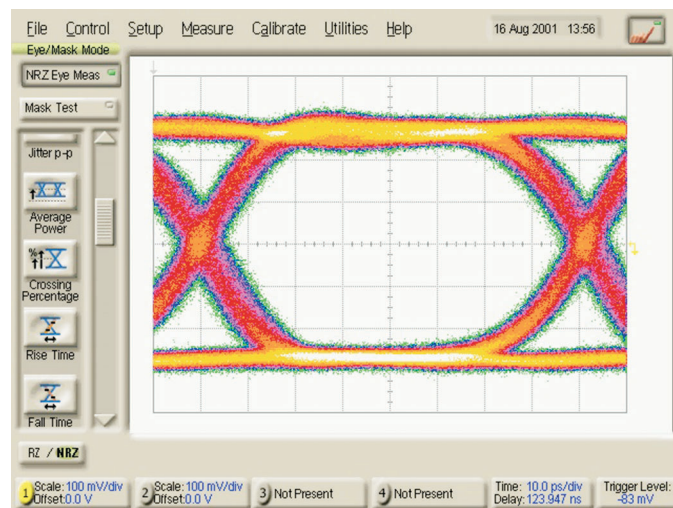 File Control Setup Measure Calibrate Utilities Help 16 Aug 2001 13:56
Eye/Mask Mode
NRZ Eye Meas
Mask Test
Jitter p-p
Average
Power
%
Crossing
Percentage
Rise Time
Fall Time
RZ / NRZ
1 Scale: 100 mV/div
Offset:0.0 V
2 Scale: 100 mV/div
Offset:0.0 V
3 Not Present
4 Not Present
Time: 10.0 ps/div
Delay: 123.947 ns
Trigger Level:
-83 mV